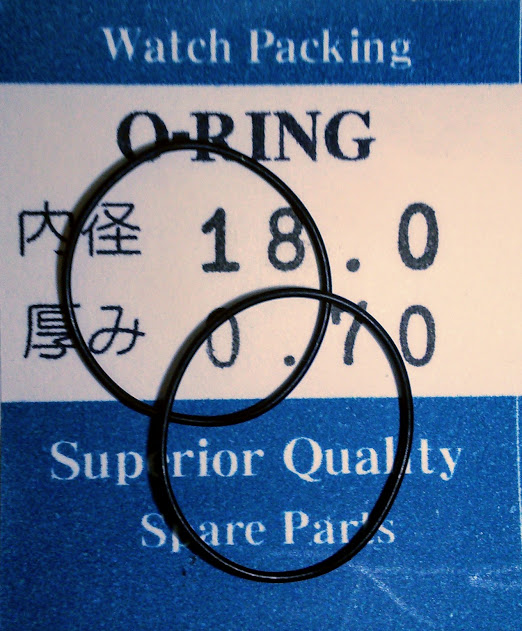 Watch Packing
O-RING
内径 18.0
厚み 0.70
Superior Quality
Spare Parts